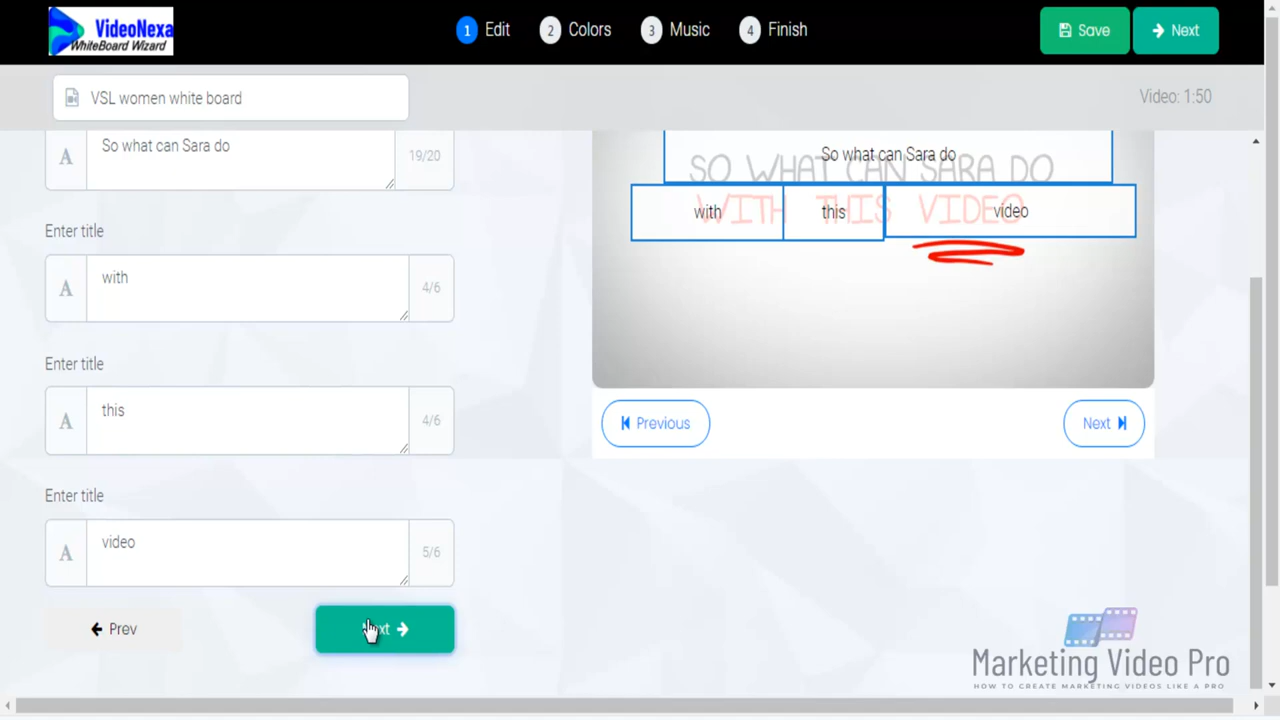 VideoNexa
WhiteBoard Wizard
1 Edit
2 Colors
3 Music
4 Finish
Save
Next
VSL women white board
Video: 1:50
A
So what can Sara do
19/20
Enter title
A
with
4/6
Enter title
A
this
4/6
Enter title
A
video
5/6
Prev
So what can Sara do
SO WHAT CAN SARA DO
with
this
video
WITH THIS VIDEO
Previous
Next
Marketing Video Pro
HOW TO CREATE MARKETING VIDEOS LIKE A PRO